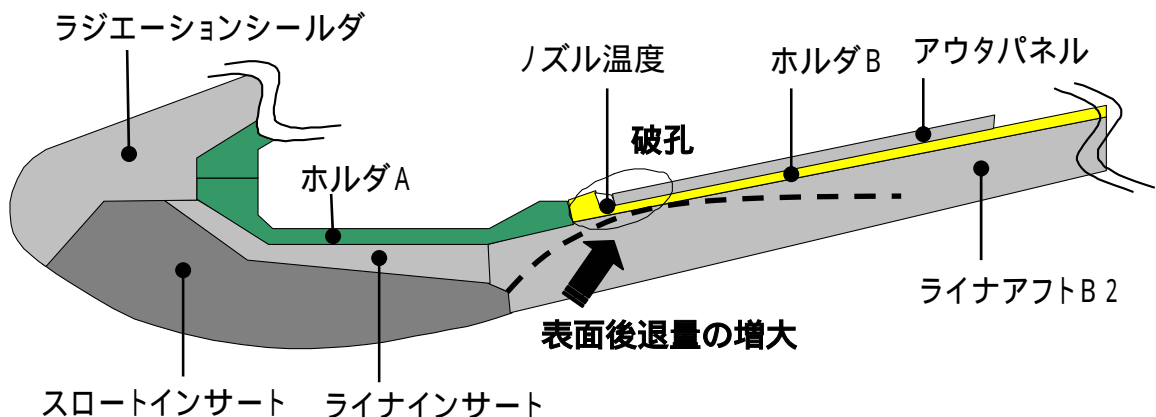 ラジエーションシールダ
ノズル温度
ホルダB
アウタパネル
破孔
ホルダA
ライナアフトB 2
表面後退量の増大
スロートインサート
ライナインサート